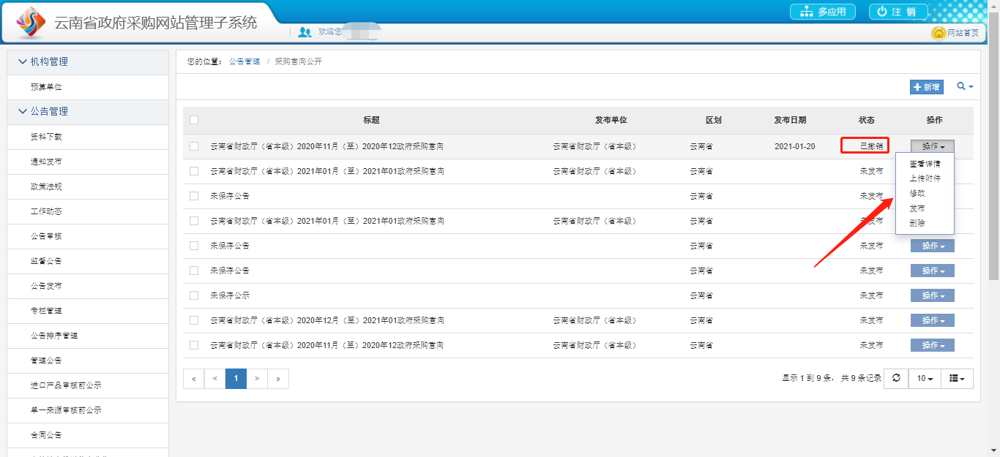 云南省政府采购网站管理子系统
多应用
注 销
欢迎您
网站首页
机构管理
预算单位
公告管理
资料下载
通知发布
政策法规
工作动态
公告审核
监督公告
公告发布
专栏管理
公告排序管理
管理公告
进口产品审核前公示
单一来源审核前公示
合同公告
您的位置： 公告管理 / 采购意向公开
新增
标题 发布单位 区划 发布日期 状态 操作
云南省财政厅（省本级）2020年11月（至）2020年12政府采购意向 云南省财政厅（省本级） 云南省 2021-01-20 已撤销 操作
云南省财政厅（省本级）2021年01月（至）2021年01政府采购意向 云南省财政厅（省本级） 云南省 未发布
未保存公告 云南省 未发布
云南省财政厅（省本级）2021年01月（至）2021年01政府采购意向 云南省财政厅（省本级） 云南省 未发布
查看详情
上传附件
修改
发布
删除
未保存公告 云南省 未发布 操作
未保存公告 云南省 未发布 操作
未保存公示 云南省 未发布 操作
云南省财政厅（省本级）2020年12月（至）2021年01政府采购意向 云南省财政厅（省本级） 云南省 未发布 操作
云南省财政厅（省本级）2020年11月（至）2020年12政府采购意向 云南省财政厅（省本级） 云南省 未发布 操作
« < 1 > »
显示 1 到 9 条， 共 9 条记录 10